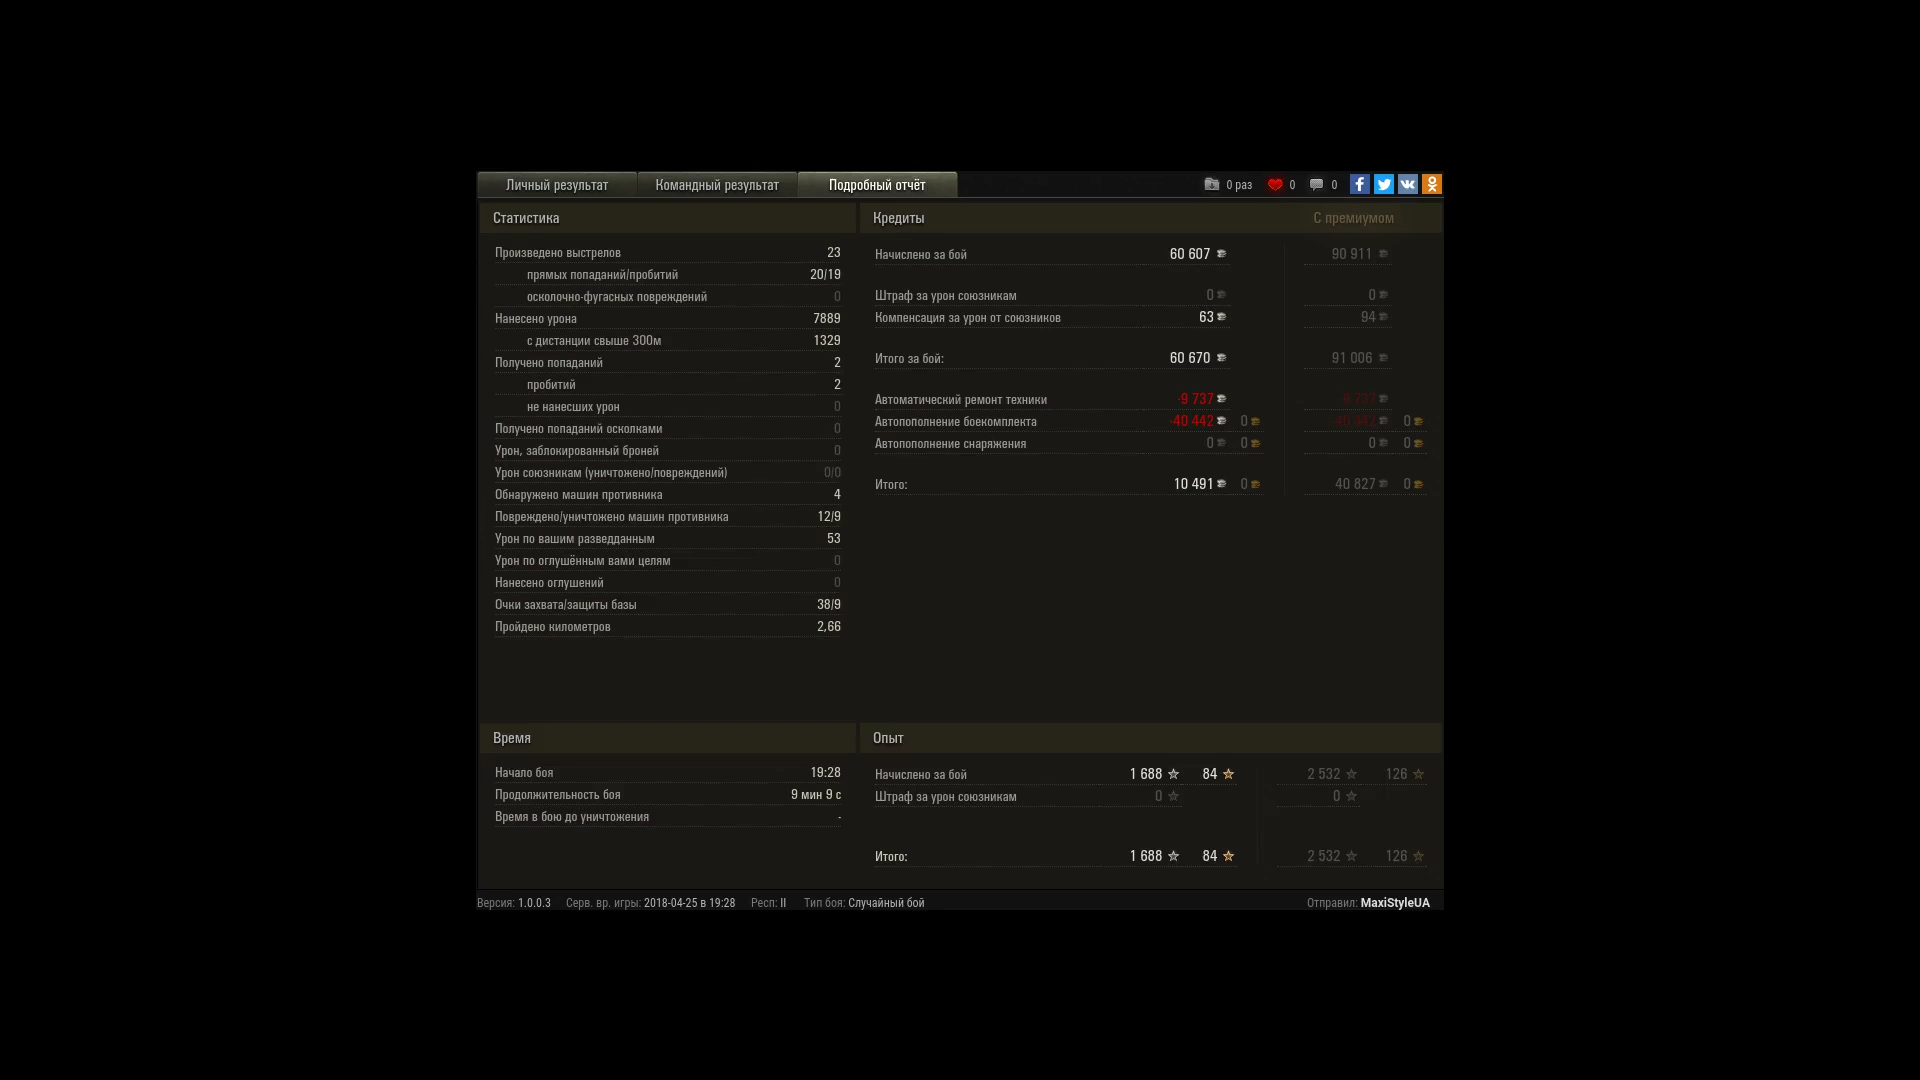 Личный результат Командный результат Подробный отчёт 0 раз 0 0
Статистика
Произведено выстрелов 23
прямых попаданий/пробитий 20/19
осколочно-фугасных повреждений 0
Нанесено урона 7889
с дистанции свыше 300м 1329
Получено попаданий 2
пробитий 2
не нанесших урон 0
Получено попаданий осколками 0
Урон, заблокированный броней 0
Урон союзникам (уничтожено/повреждений) 0/0
Обнаружено машин противника 4
Повреждено/уничтожено машин противника 12/9
Урон по вашим разведданным 53
Урон по оглушённым вами целям 0
Нанесено оглушений 0
Очки захвата/защиты базы 38/9
Пройдено километров 2,66
Кредиты С премиумом
Начислено за бой 60 607 90 911
Штраф за урон союзникам 0 0
Компенсация за урон от союзников 63 94
Итого за бой: 60 670 91 006
Автоматический ремонт техники -9 737 -9 737
Автопополнение боекомплекта -40 442 0 -40 442 0
Автопополнение снаряжения 0 0 0 0
Итого: 10 491 0 40 827 0
Время
Начало боя 19:28
Продолжительность боя 9 мин 9 с
Время в бою до уничтожения -
Опыт
Начислено за бой 1 688 84 2 532 126
Штраф за урон союзникам 0 0
Итого: 1 688 84 2 532 126
Версия: 1.0.0.3 Серв. вр. игры: 2018-04-25 в 19:28 Респ: II Тип боя: Случайный бой Отправил: MaxiStyleUA